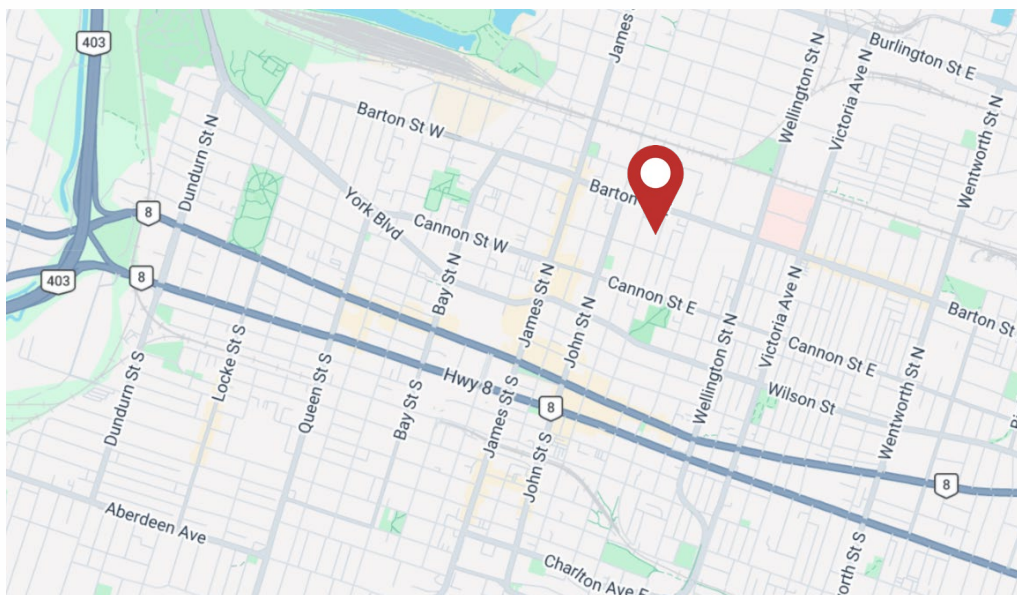 403
Burlington St E
James
Wellington St N
Victoria Ave N
Wentworth St N
Dundurn St N
Barton St W
York Blvd
8
Barton
Cannon St W
403
8
Bay St N
James St N
Cannon St E
John St N
Barton St
Wellington St N
Victoria Ave N
Cannon St E
Wentworth St N
Locke St S
Queen St S
Dundurn St S
Hwy 8
Bay St S
James St S
8
Wilson St
John St S
8
Aberdeen Ave
Charlton Ave E
worth St S